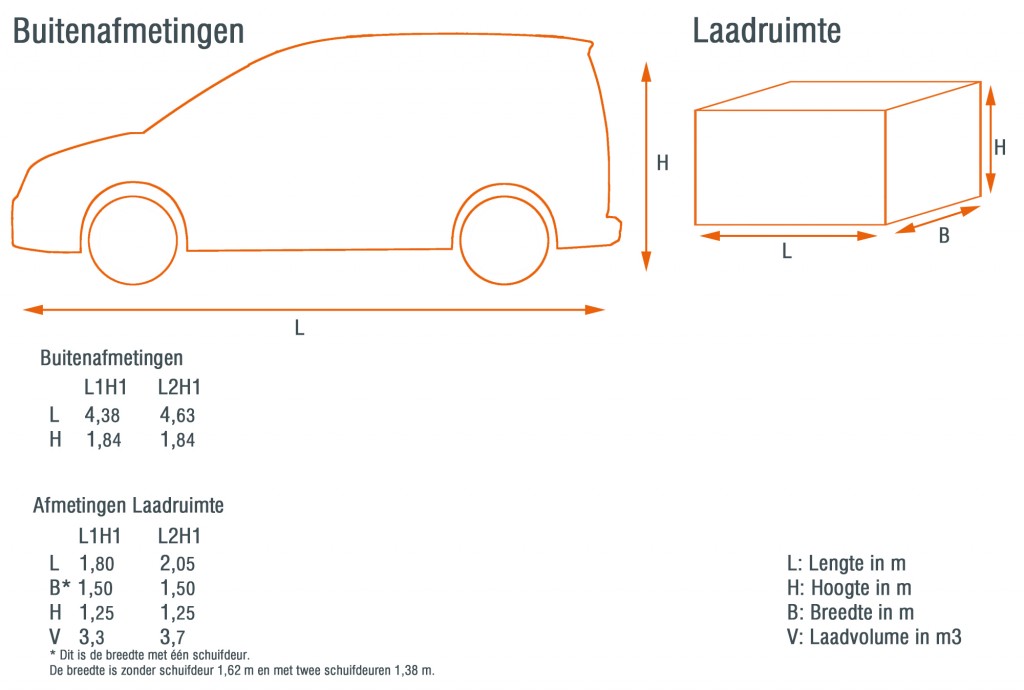 Buitenafmetingen
Laadruimte
H
H
B
L
L
Buitenafmetingen
L1H1 L2H1
L 4,38 4,63
H 1,84 1,84
Afmetingen Laadruimte
L1H1 L2H1
L 1,80 2,05
B* 1,50 1,50
H 1,25 1,25
V 3,3 3,7
* Dit is de breedte met één schuifdeur.
De breedte is zonder schuifdeur 1,62 m en met twee schuifdeuren 1,38 m.
L: Lengte in m
H: Hoogte in m
B: Breedte in m
V: Laadvolume in m3